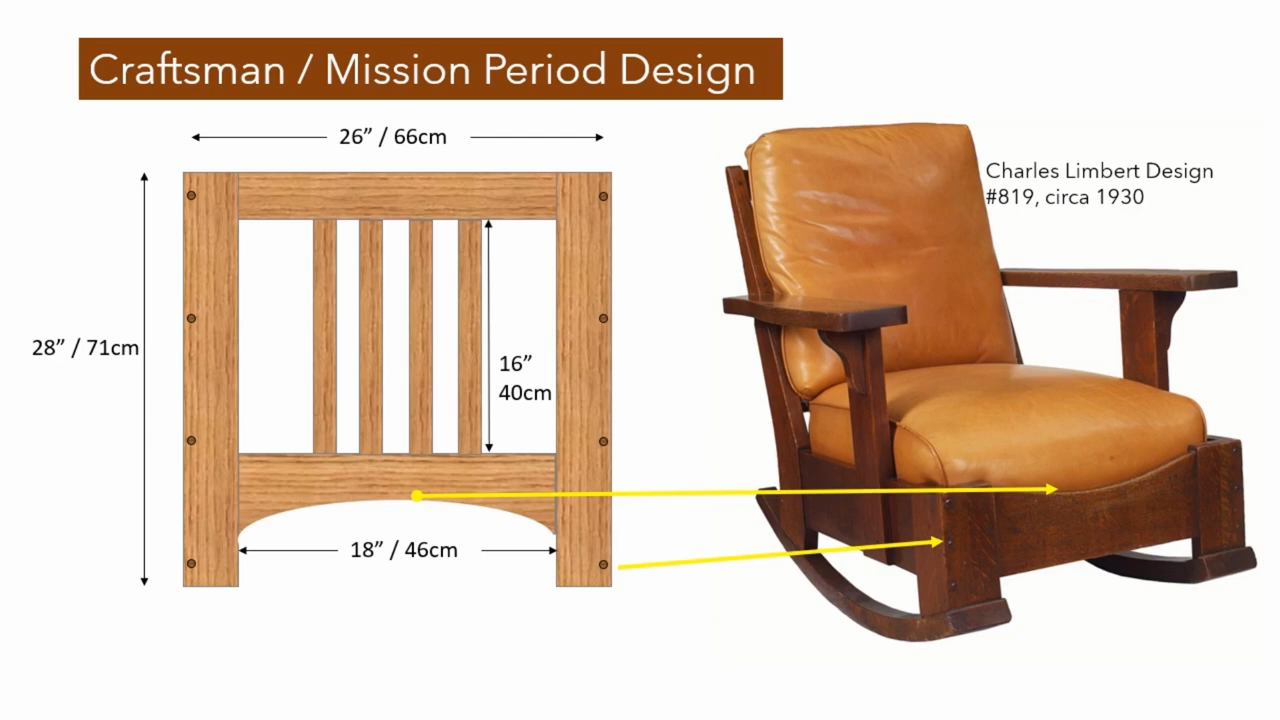 Craftsman / Mission Period Design
26” / 66cm
Charles Limbert Design
#819, circa 1930
28” / 71cm
16”
40cm
18” / 46cm